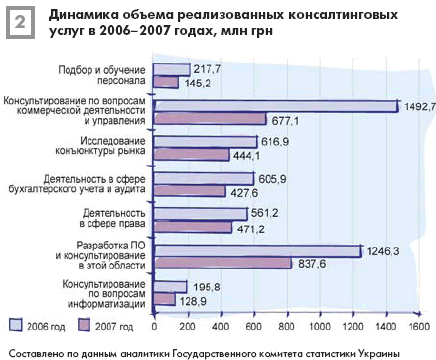 2
Динамика объема реализованных консалтинговых
услуг в 2006–2007 годах, млн грн
Подбор и обучение
персонала
217,7
145,2
Консультирование по вопросам
коммерческой деятельности
и управления
1492,7
677,1
Исследование
конъюнктуры рынка
616,9
444,1
Деятельность в сфере
бухгалтерского учета и аудита
605,9
427,6
Деятельность
в сфере права
561,2
471,2
Разработка ПО
и консультирование
в этой области
1246,3
837,6
Консультирование
по вопросам
информатизации
195,8
128,9
0 200 400 600 800 1000 1200 1400 1600
2006 год 2007 год
Составлено по данным аналитики Государственного комитета статистики Украины